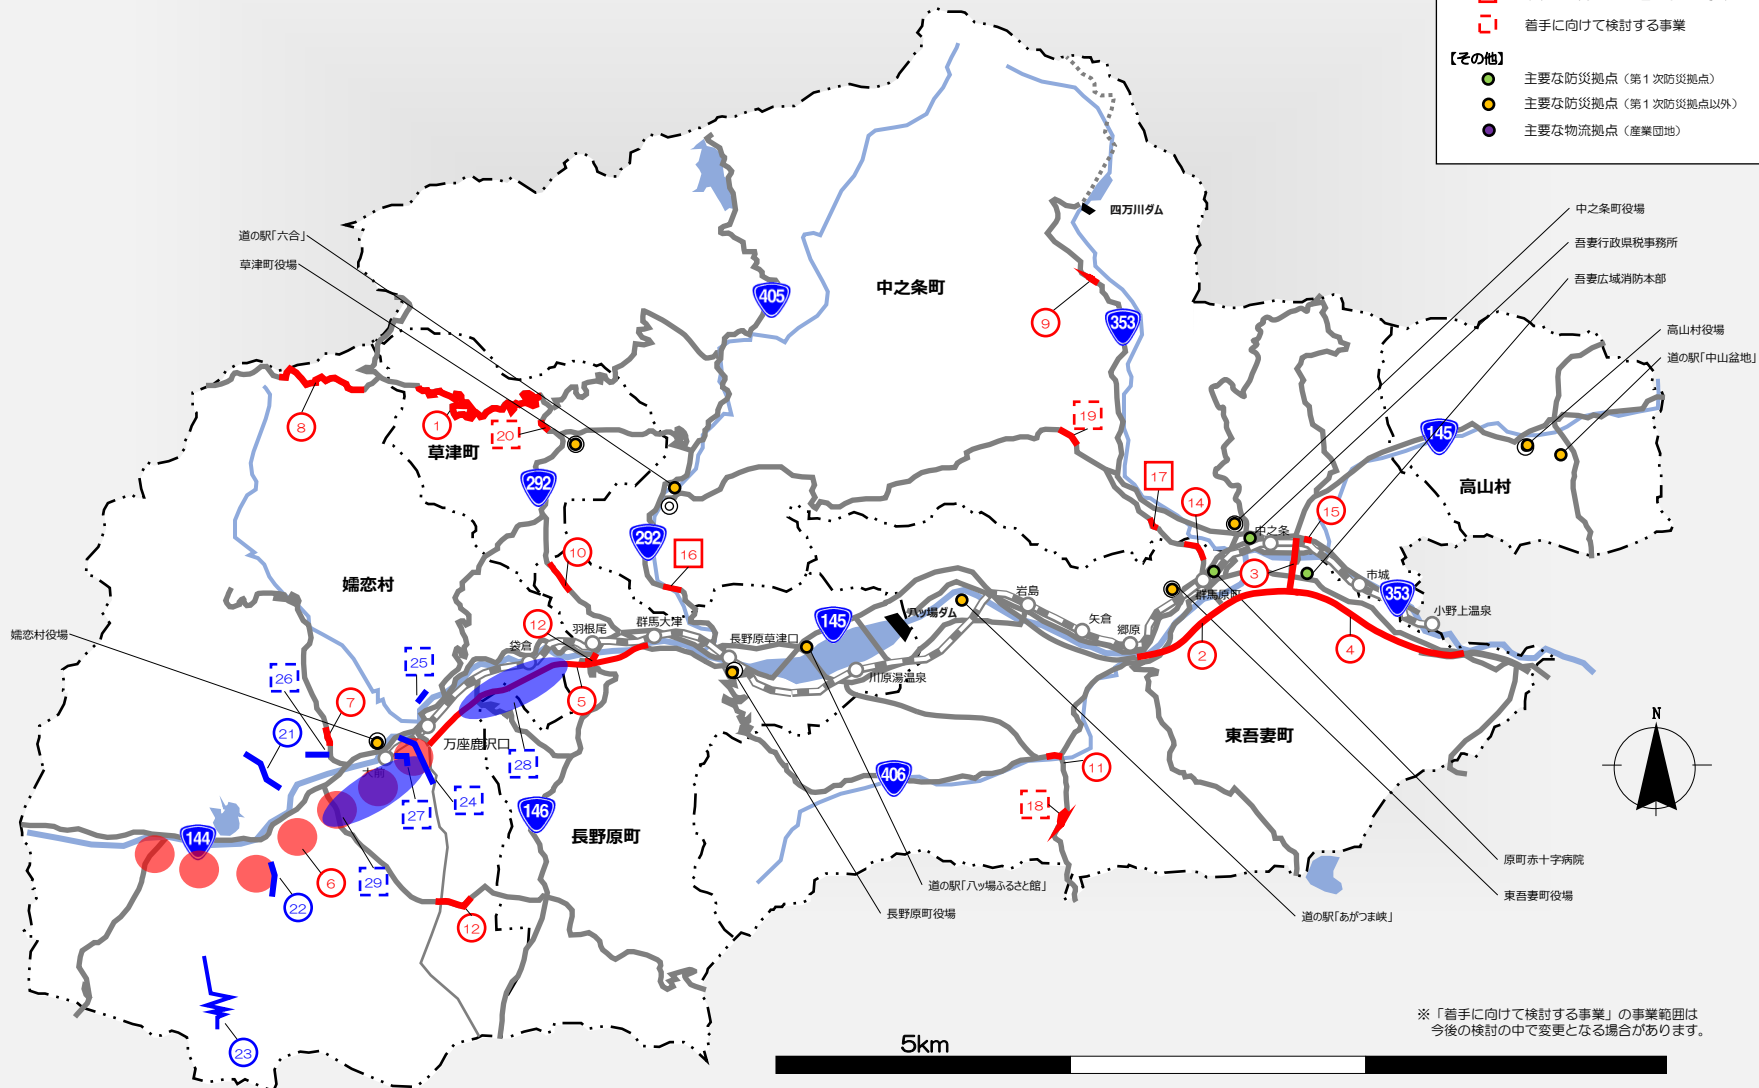 着手に向けて検討する事業
【その他】
主要な防災拠点（第１次防災拠点）
主要な防災拠点（第１次防災拠点以外）
主要な物流拠点（産業団地）
四万川ダム
中之条町役場
道の駅「六合」
吾妻行政県税事務所
草津町役場
吾妻広域消防本部
中之条町
405
9
353
高山村役場
道の駅「中山盆地」
8
1
20
草津町
19
145
高山村
292
17
14
15
中之条
292
16
10
3
市城
353
小野上温泉
嬬恋村
群馬原町
岩島
八ッ場ダム
145
矢倉
郷原
12
羽根尾
群馬大津
長野原草津口
嬬恋村役場
袋倉
25
26
7
5
川原湯温泉
2
4
21
万座鹿沢口
28
大前
東吾妻町
N
406
11
24
27
146
18
144
長野原町
6
29
22
12
道の駅「八ッ場ふるさと館」
長野原町役場
道の駅「あがつま峡」
原町赤十字病院
東吾妻町役場
23
5km
※「着手に向けて検討する事業」の事業範囲は
今後の検討の中で変更となる場合があります。